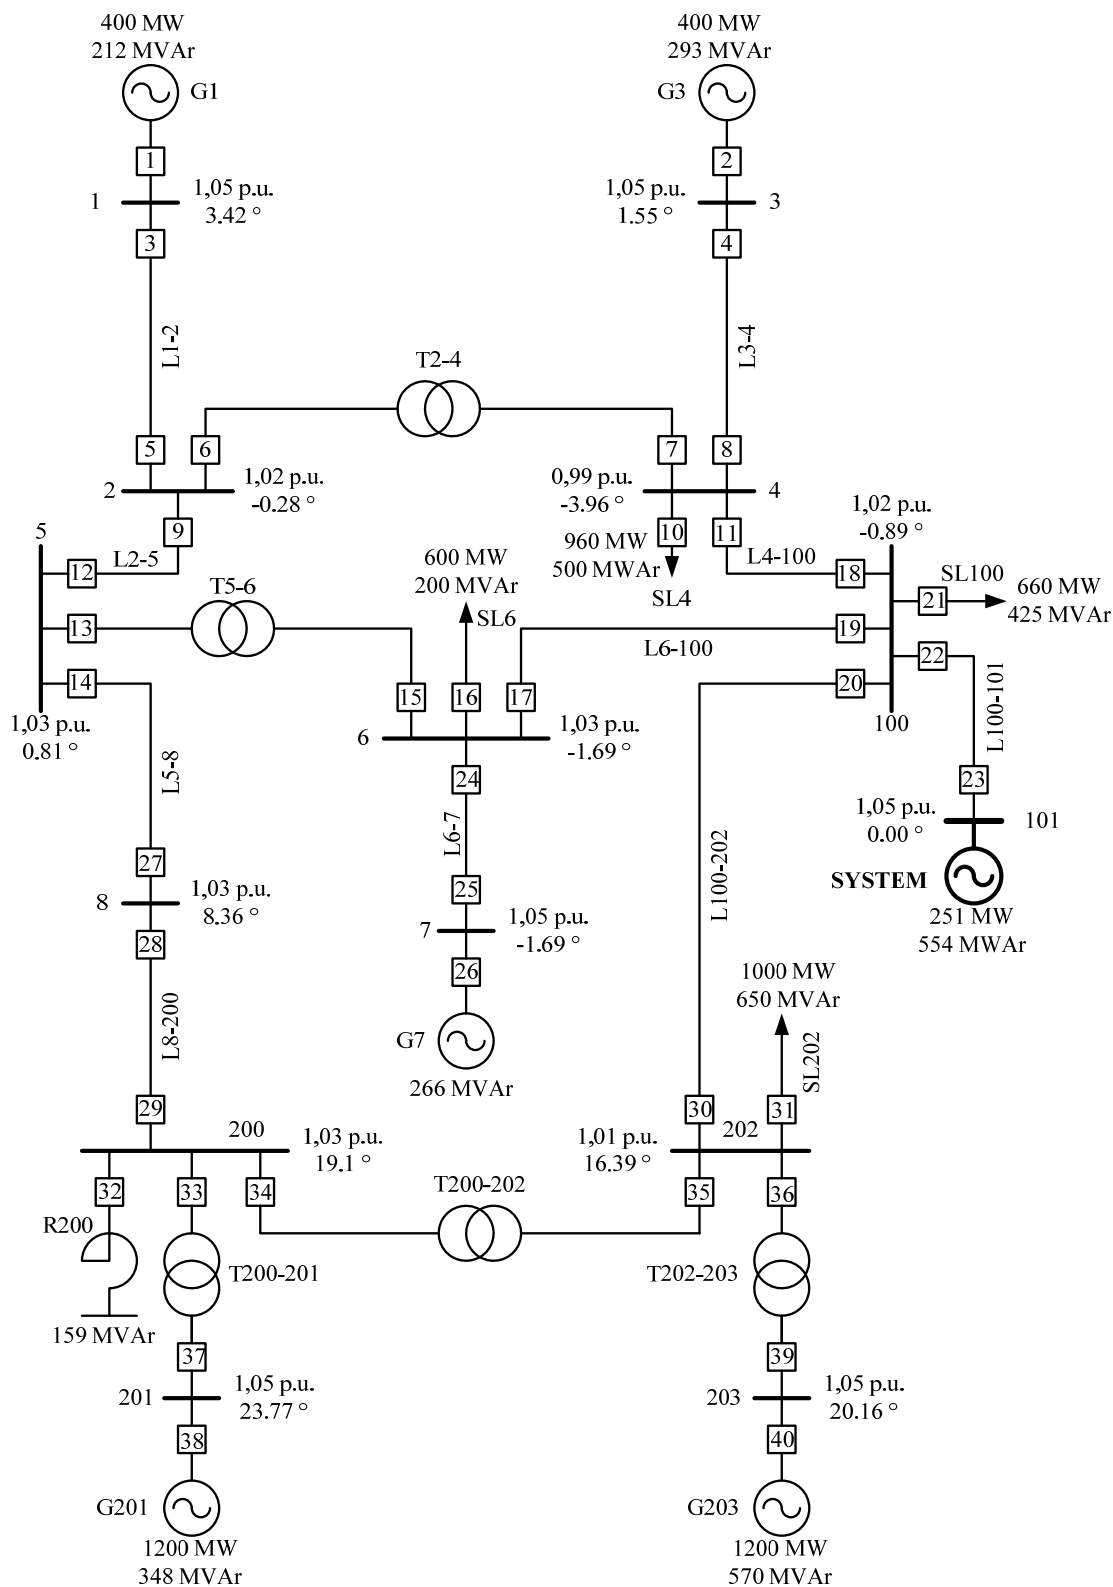 400 MW
212 MVAr
G1
400 MW
293 MVAr
G3
1
2
1
1,05 p.u.
3.42 °
1,05 p.u.
1.55 °
3
3
4
L1-2
L3-4
T2-4
5
6
7
8
2
1,02 p.u.
-0.28 °
0,99 p.u.
-3.96 °
4
1,02 p.u.
-0.89 °
5
9
10
11
960 MW
500 MWAr
SL4
12
L2-5
600 MW
200 MVAr
SL6
L4-100
18
SL100
21
660 MW
425 MVAr
T5-6
13
19
L6-100
22
14
15
16
17
20
100
L100-101
1,03 p.u.
0.81 °
6
1,03 p.u.
-1.69 °
L5-8
24
23
L6-7
1,05 p.u.
0.00 °
101
27
25
L100-202
SYSTEM
251 MW
554 MWAr
8
1,03 p.u.
8.36 °
28
7
1,05 p.u.
-1.69 °
26
1000 MW
650 MVAr
L8-200
G7
266 MVAr
SL202
29
30
31
200
1,03 p.u.
19.1 °
1,01 p.u.
16.39 °
202
32
33
34
T200-202
35
36
R200
T200-201
T202-203
159 MVAr
37
39
201
1,05 p.u.
23.77 °
203
1,05 p.u.
20.16 °
38
40
G201
1200 MW
348 MVAr
G203
1200 MW
570 MVAr